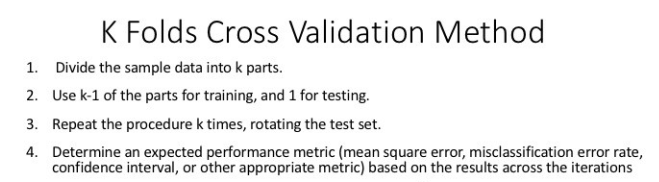 K Folds Cross Validation Method
1. Divide the sample data into k parts.
2. Use k-1 of the parts for training, and 1 for testing.
3. Repeat the procedure k times, rotating the test set.
4. Determine an expected performance metric (mean square error, misclassification error rate,
confidence interval, or other appropriate metric) based on the results across the iterations